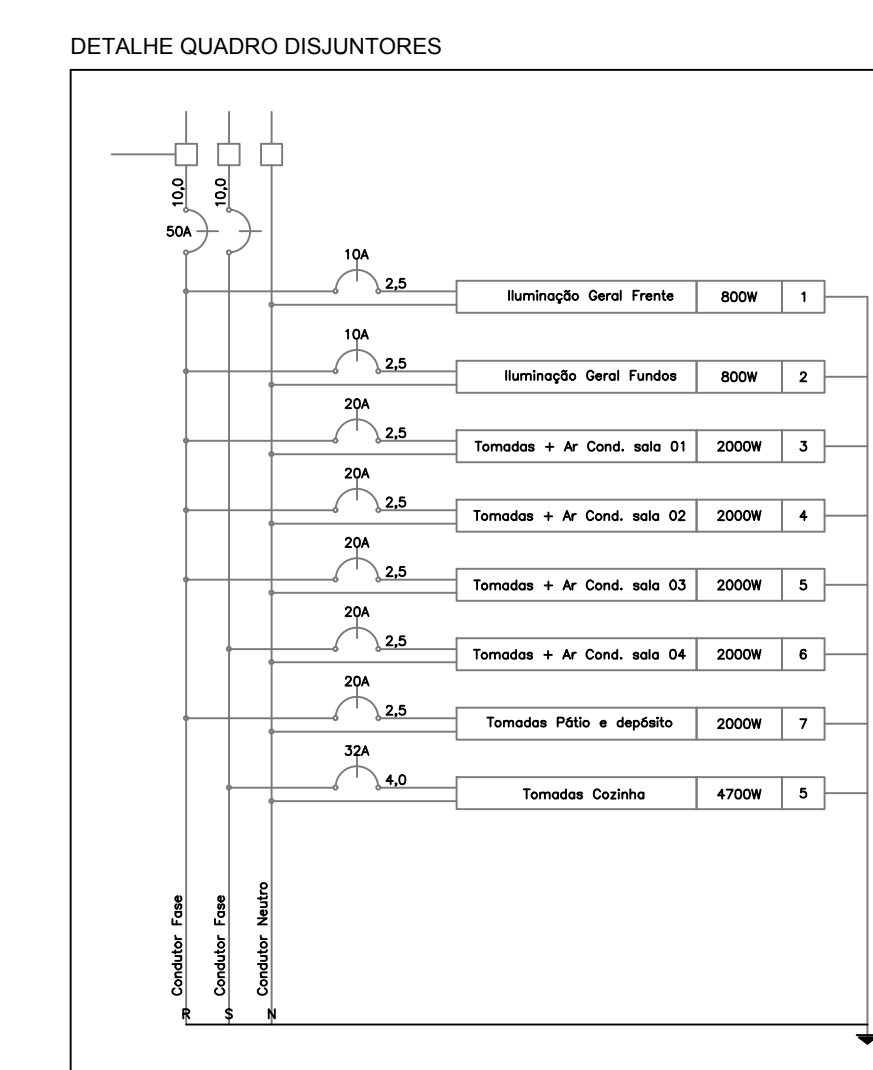 DETALHE QUADRO DISJUNTORES
10,0
10,0
50A
10A
2,5
Iluminação Geral Frente 800W 1
10A
2,5
Iluminação Geral Fundos 800W 2
20A
2,5
Tomadas + Ar Cond. sala 01 2000W 3
20A
2,5
Tomadas + Ar Cond. sala 02 2000W 4
20A
2,5
Tomadas + Ar Cond. sala 03 2000W 5
20A
2,5
Tomadas + Ar Cond. sala 04 2000W 6
20A
2,5
Tomadas Pátio e depósito 2000W 7
32A
4,0
Tomadas Cozinha 4700W 5
Condutor Fase
Condutor Fase
Condutor Neutro
R S N